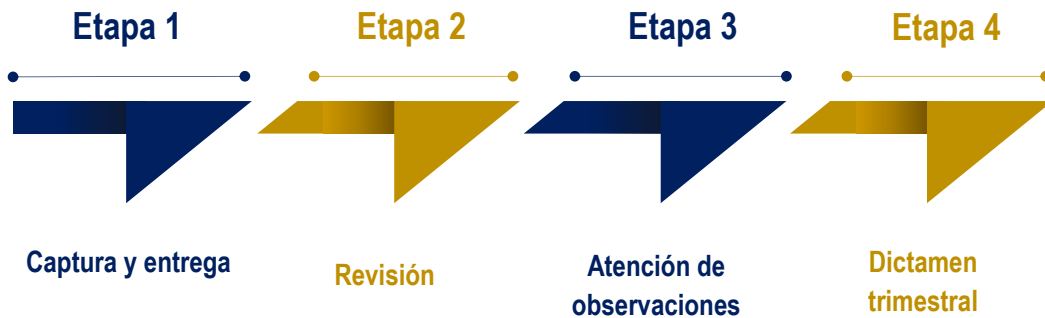 Etapa 1
Etapa 2
Etapa 3
Etapa 4
Captura y entrega
Revisión
Atención de
observaciones
Dictamen
trimestral